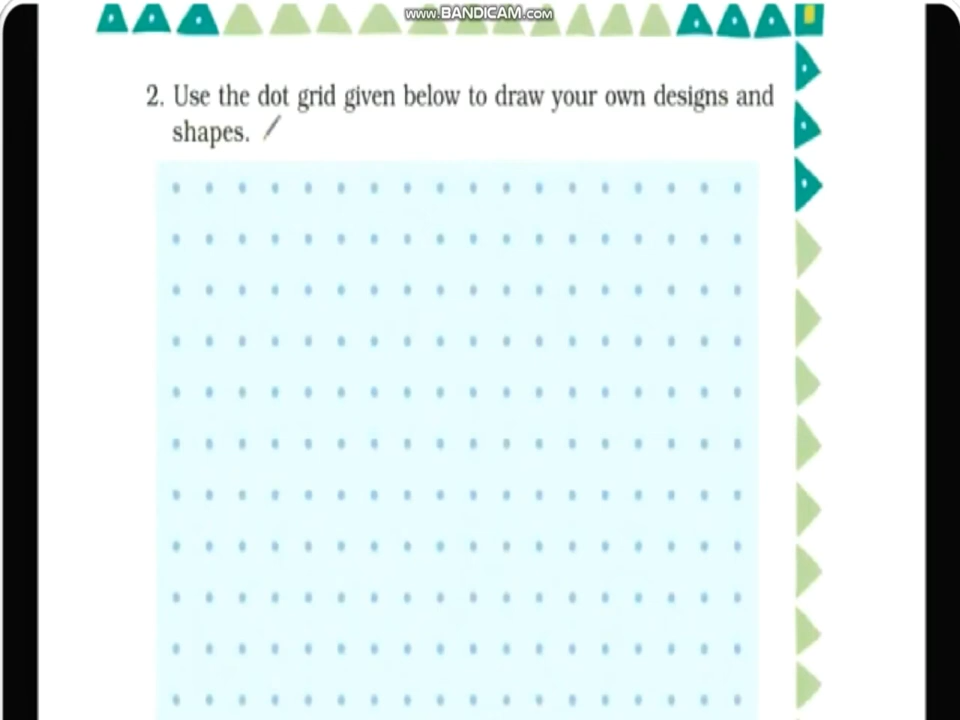 www.BANDICAM.com
2. Use the dot grid given below to draw your own designs and
shapes.